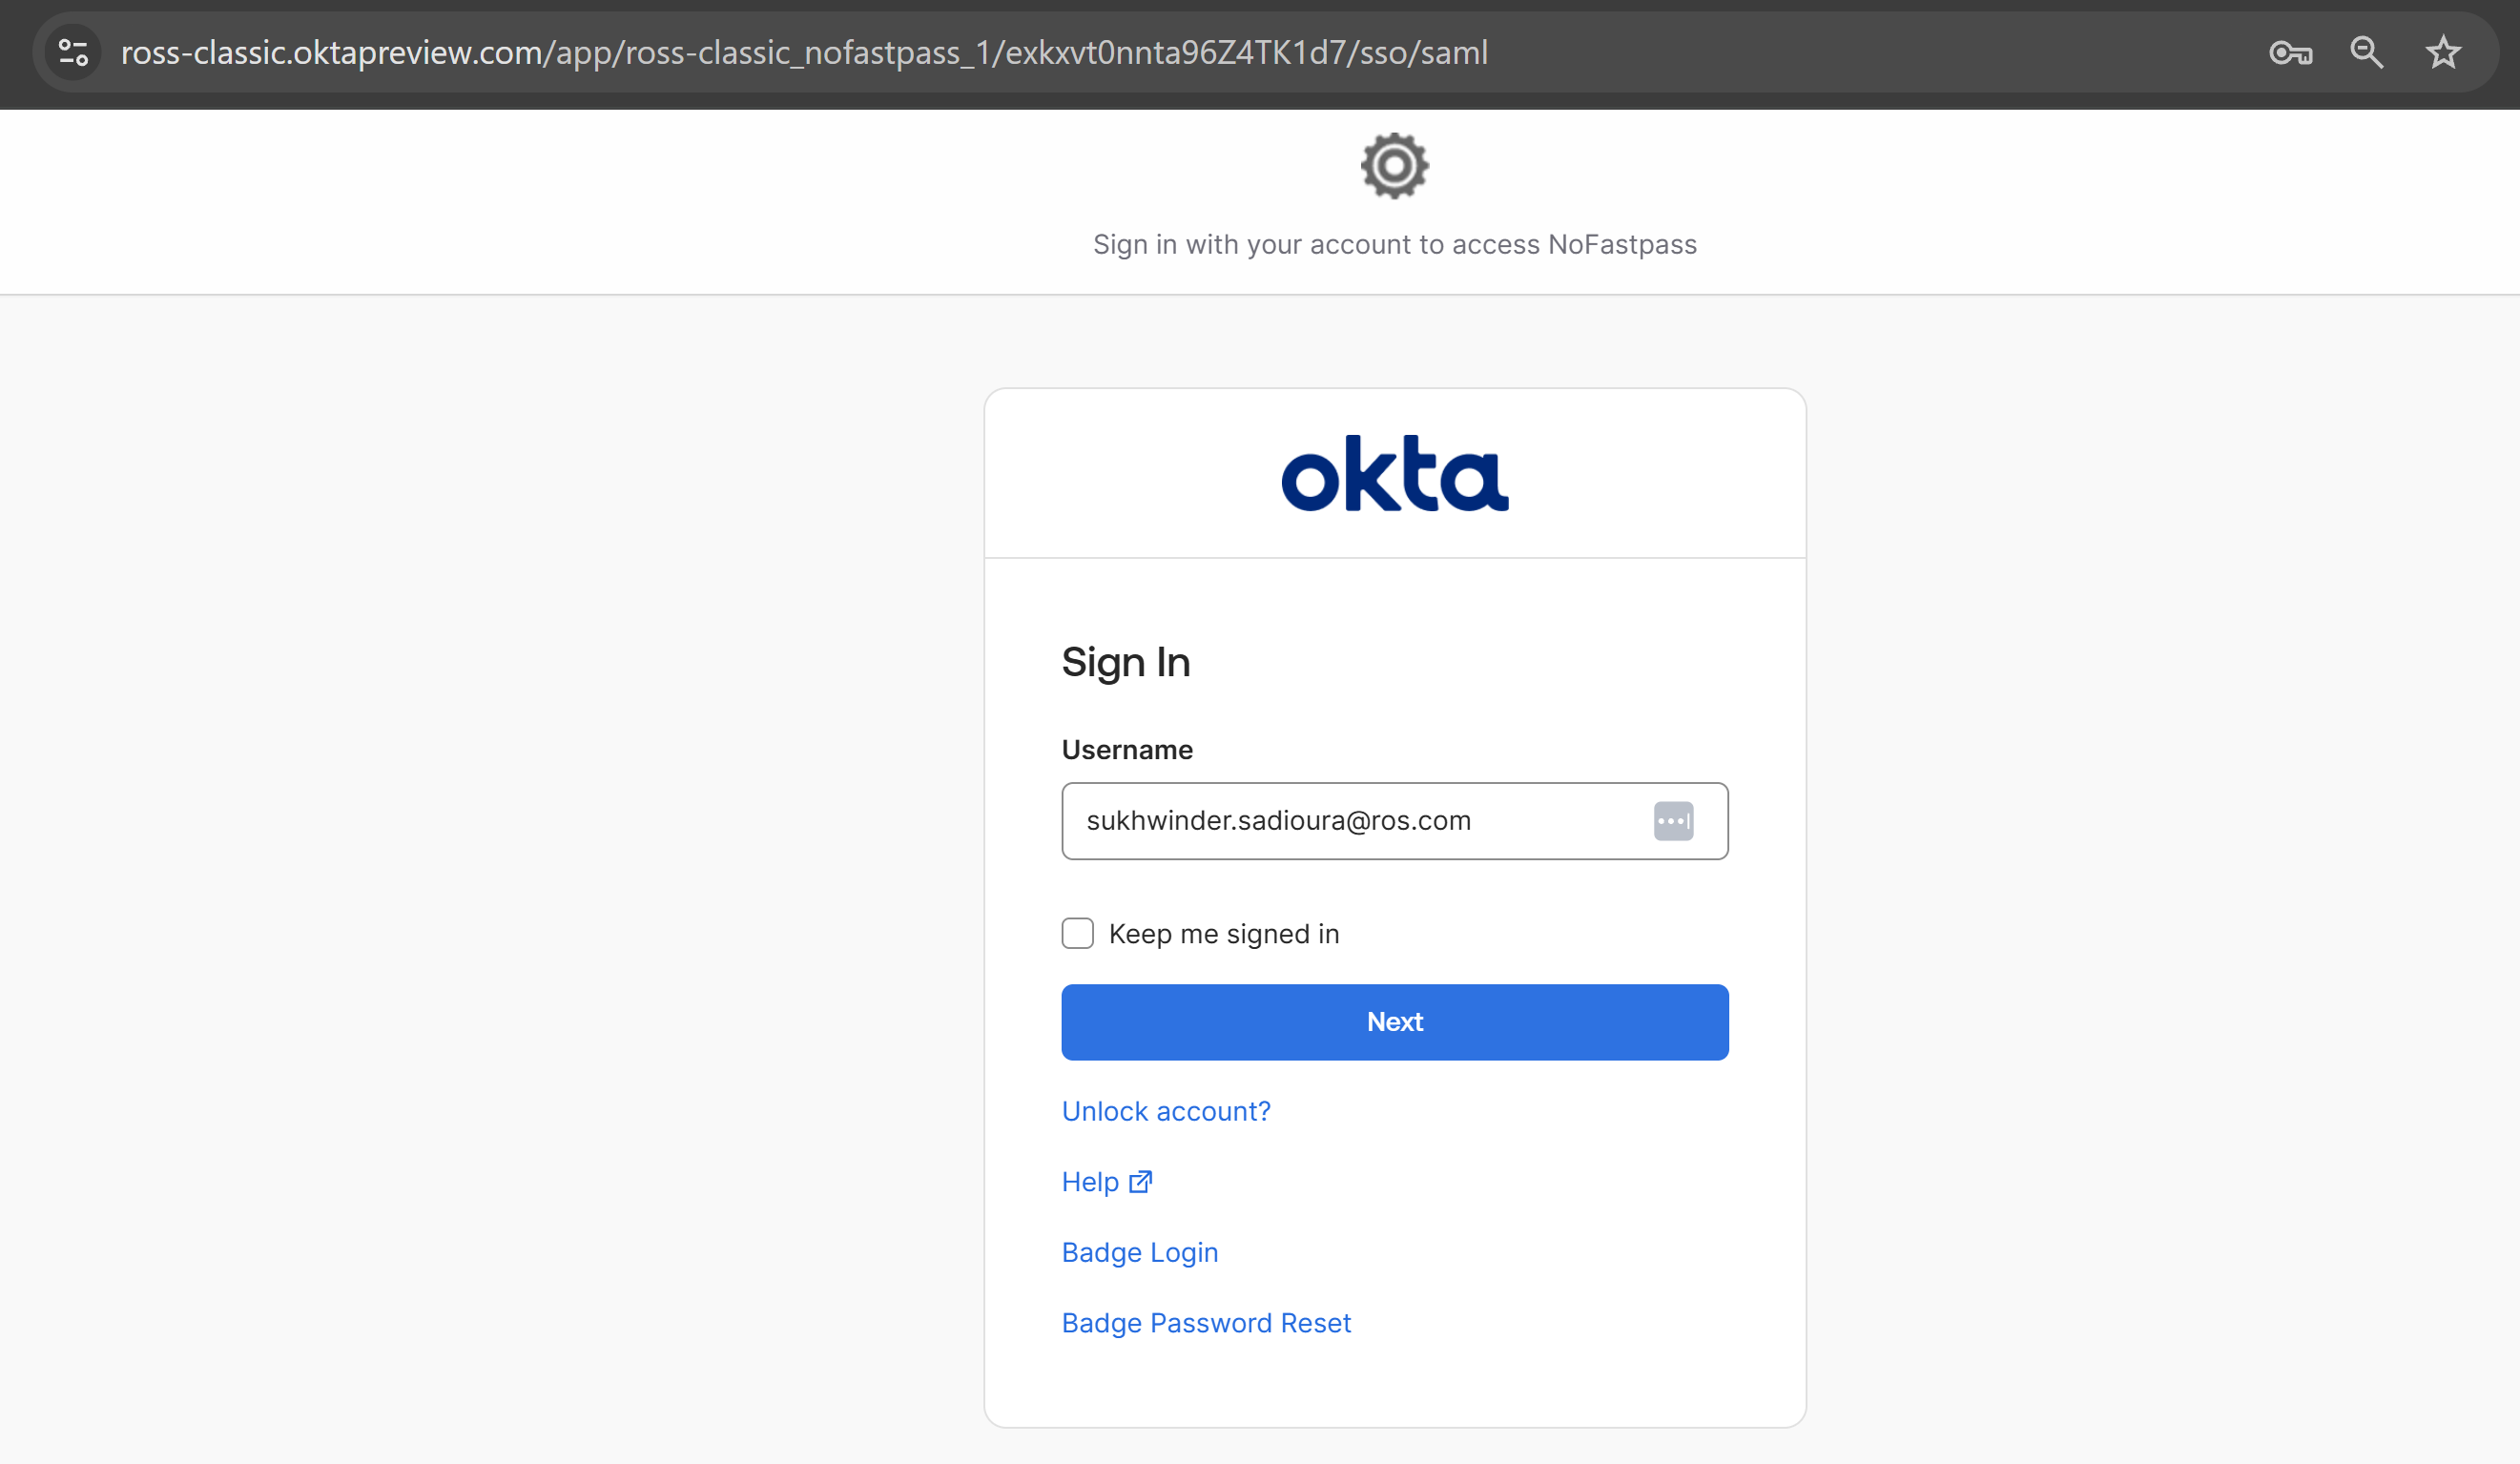 ross-classic.oktapreview.com/app/ross-classic_nofastpass_1/exkxvt0nnta96Z4TK1d7/sso/saml
Sign in with your account to access NoFastpass
okta
Sign In
Username
sukhwinder.sadioura@ros.com
Keep me signed in
Next
Unlock account?
Help
Badge Login
Badge Password Reset